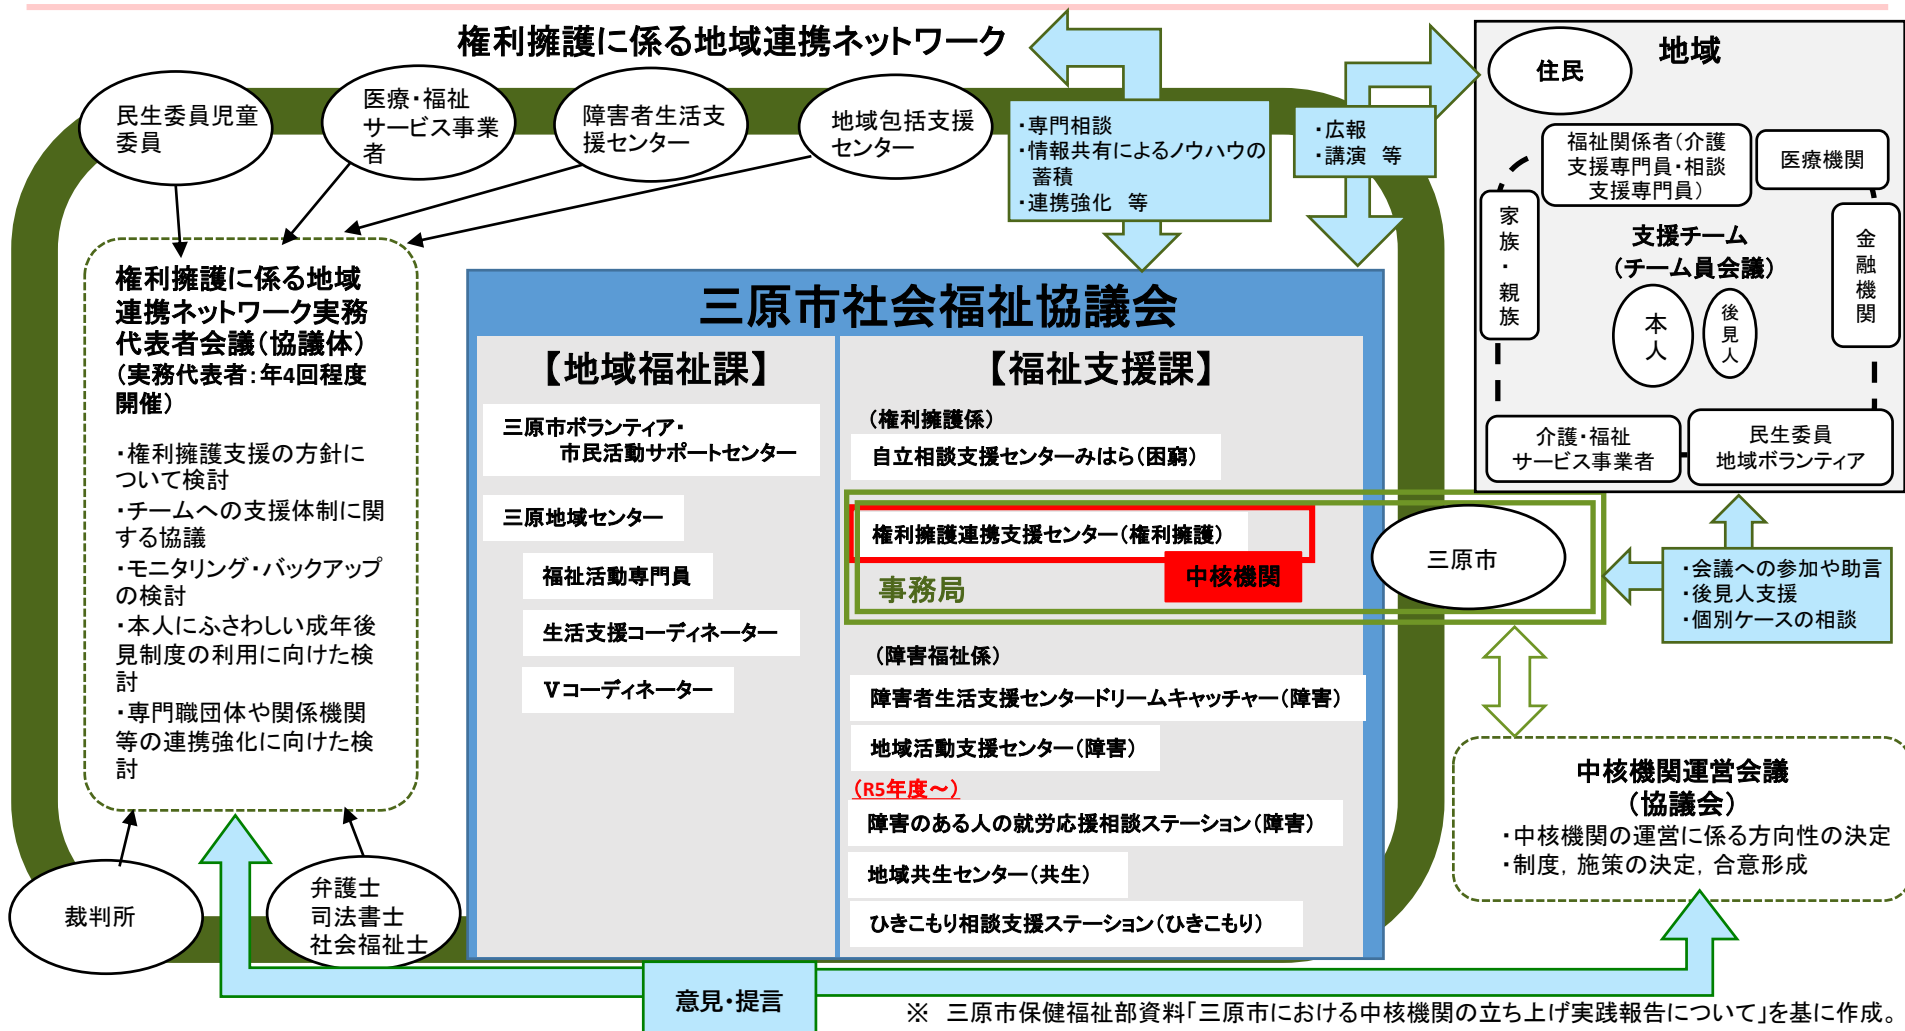 権利擁護に係る地域連携ネットワーク
民生委員児童
委員
医療・福祉
サービス事業
者
障害者生活支
援センター
地域包括支援
センター
・専門相談
・情報共有によるノウハウの
蓄積
・連携強化　等
・広報
・講演　等
地域
住民
福祉関係者（介護
支援専門員・相談
支援専門員）
医療機関
家族・親族
金融機関
支援チーム
（チーム員会議）
本人
後見人
介護・福祉
サービス事業者
民生委員
地域ボランティア
権利擁護に係る地域
連携ネットワーク実務
代表者会議（協議体）
（実務代表者：年4回程度
開催）
・権利擁護支援の方針に
ついて検討
・チームへの支援体制に関
する協議
・モニタリング・バックアップ
の検討
・本人にふさわしい成年後
見制度の利用に向けた検
討
・専門職団体や関係機関
等の連携強化に向けた検
討
三原市社会福祉協議会
【地域福祉課】
三原市ボランティア・
市民活動サポートセンター
三原地域センター
福祉活動専門員
生活支援コーディネーター
Ｖコーディネーター
【福祉支援課】
（権利擁護係）
自立相談支援センターみはら（困窮）
権利擁護連携支援センター（権利擁護）
中核機関
事務局
三原市
（障害福祉係）
障害者生活支援センタードリームキャッチャー（障害）
地域活動支援センター（障害）
（R5年度～）
障害のある人の就労応援相談ステーション（障害）
地域共生センター（共生）
ひきこもり相談支援ステーション（ひきこもり）
・会議への参加や助言
・後見人支援
・個別ケースの相談
中核機関運営会議
（協議会）
・中核機関の運営に係る方向性の決定
・制度，施策の決定，合意形成
裁判所
弁護士
司法書士
社会福祉士
意見・提言
※　三原市保健福祉部資料「三原市における中核機関の立ち上げ実践報告について」を基に作成。